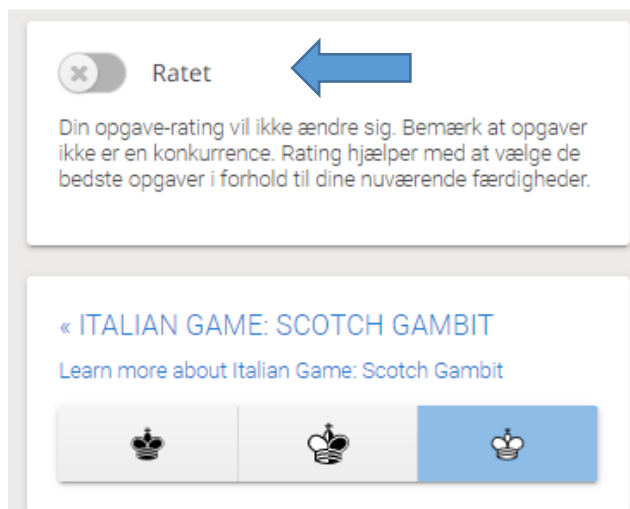 Ratet
Din opgave-rating vil ikke ændre sig. Bemærk at opgaver
ikke er en konkurrence. Rating hjælper med at vælge de
bedste opgaver i forhold til dine nuværende færdigheder.
« ITALIAN GAME: SCOTCH GAMBIT
Learn more about Italian Game: Scotch Gambit